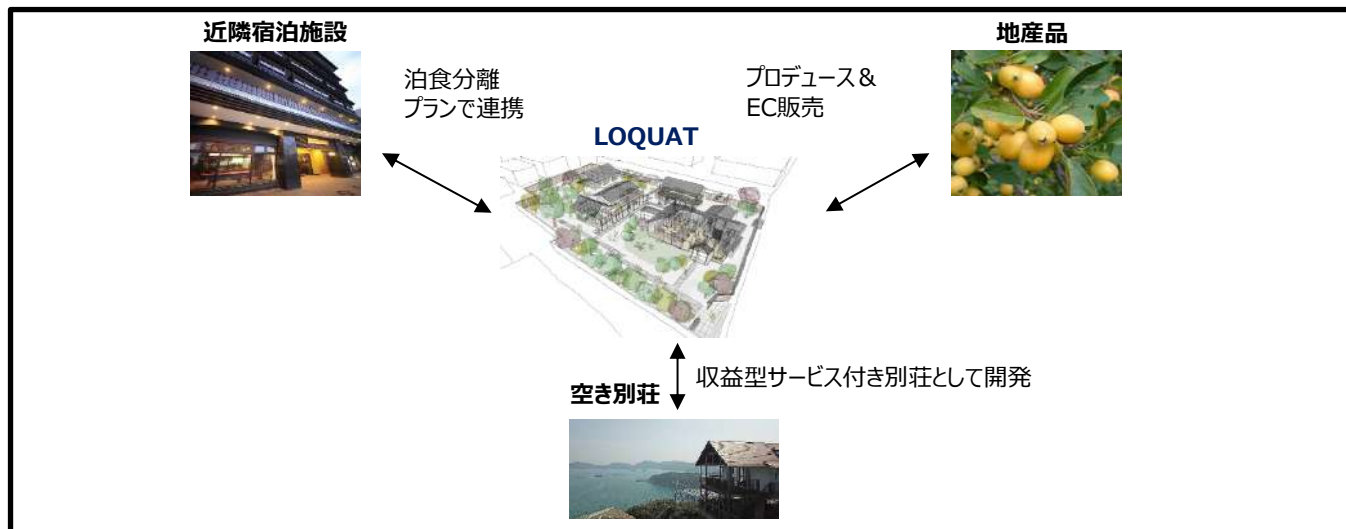 近隣宿泊施設
地産品
泊食分離
プランで連携
プロデュース＆
EC販売
LOQUAT
収益型サービス付き別荘として開発
空き別荘